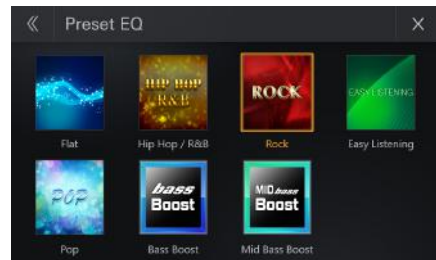 « Preset EQ X
HIP HOP
R&B
ROCK
EASY LISTENING
Flat
Hip Hop / R&B
Rock
Easy Listening
POP
bass
Boost
MID bass
Boost
Pop
Bass Boost
Mid Bass Boost